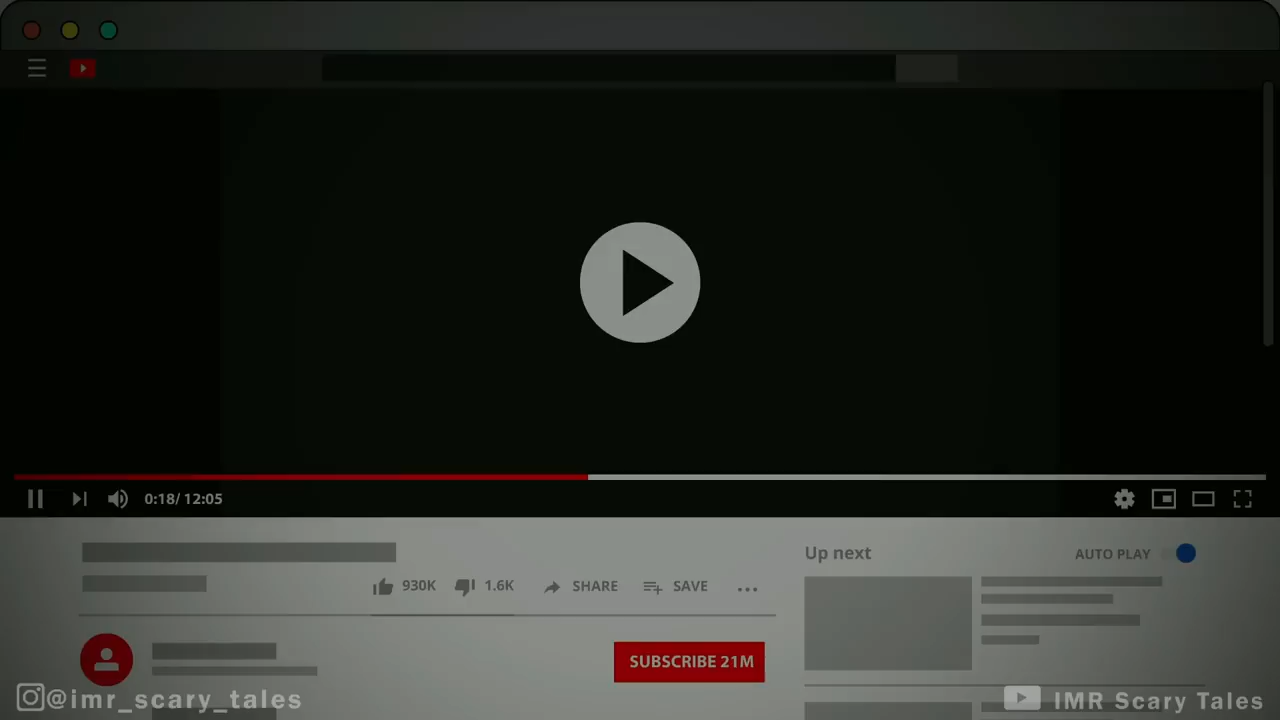 0:18/ 12:05
Up next
AUTO PLAY
930K
1.6K
SHARE
SAVE
SUBSCRIBE 21M
@imr_scary_tales
IMR Scary Tales